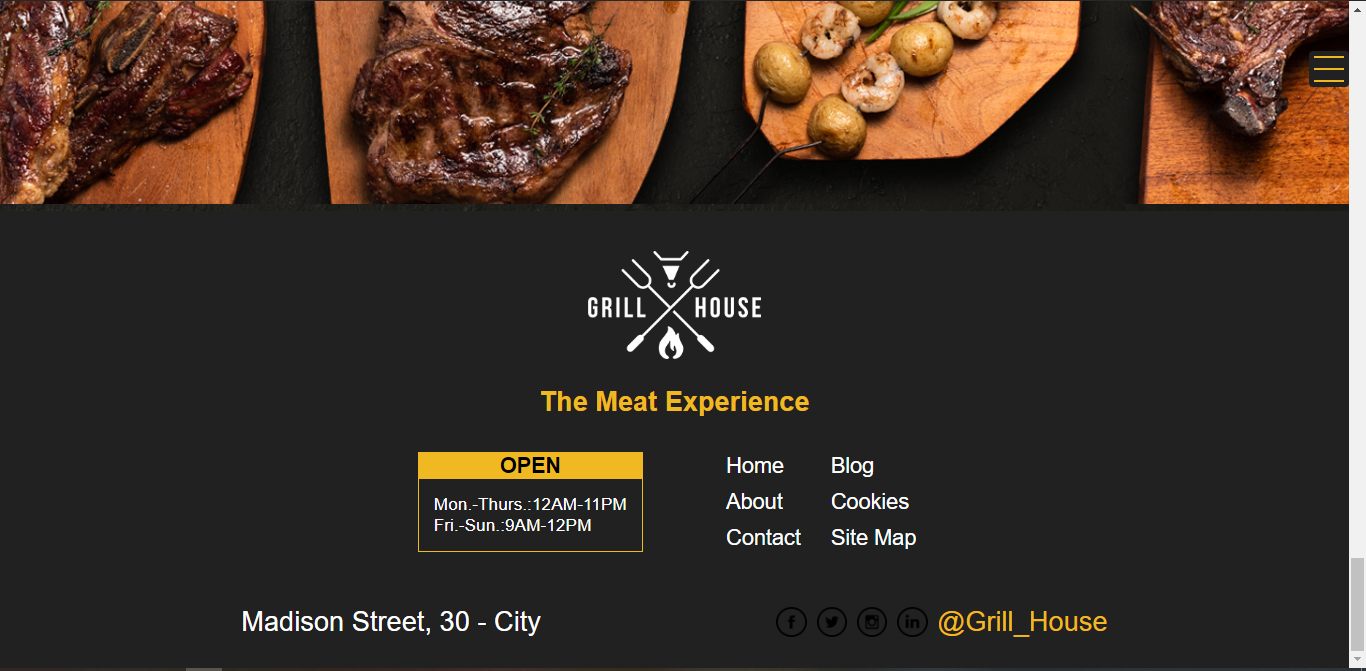 GRILL HOUSE
The Meat Experience
OPEN
Mon.-Thurs.:12AM-11PM
Fri.-Sun.:9AM-12PM
Home Blog
About Cookies
Contact Site Map
Madison Street, 30 - City
@Grill_House